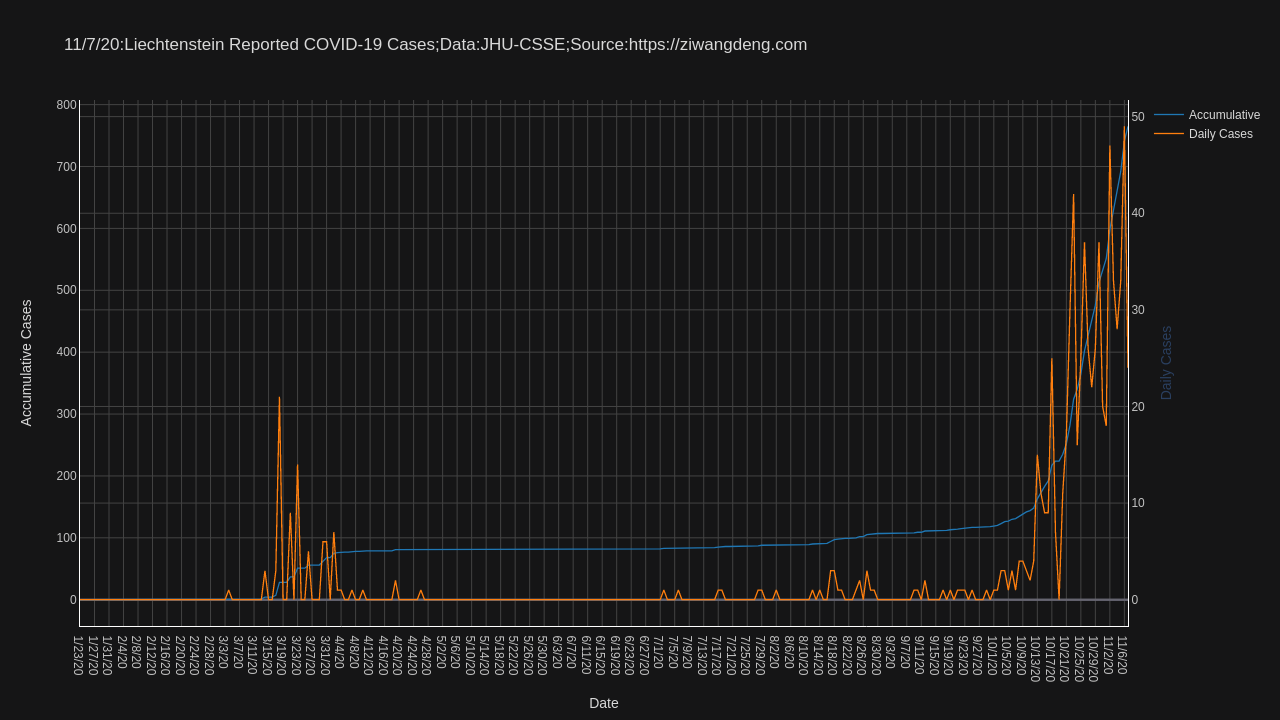 11/7/20:Liechtenstein Reported COVID-19 Cases;Data:JHU-CSSE;Source:https://ziwangdeng.com
Accumulative
Daily Cases
Accumulative Cases
800
700
600
500
400
300
200
100
0
50
40
30
20
10
0
Daily Cases
1/23/20 1/27/20 1/31/20 2/4/20 2/8/20 2/12/20 2/16/20 2/20/20 2/24/20 2/28/20 3/3/20 3/7/20 3/11/20 3/15/20 3/19/20 3/23/20 3/27/20 3/31/20 4/4/20 4/8/20 4/12/20 4/16/20 4/20/20 4/24/20 4/28/20 5/2/20 5/6/20 5/10/20 5/14/20 5/18/20 5/22/20 5/26/20 5/30/20 6/3/20 6/7/20 6/11/20 6/15/20 6/19/20 6/23/20 6/27/20 7/1/20 7/5/20 7/9/20 7/13/20 7/17/20 7/21/20 7/25/20 7/29/20 8/2/20 8/6/20 8/10/20 8/14/20 8/18/20 8/22/20 8/26/20 8/30/20 9/3/20 9/7/20 9/11/20 9/15/20 9/19/20 9/23/20 9/27/20 10/1/20 10/5/20 10/9/20 10/13/20 10/17/20 10/21/20 10/25/20 10/29/20 11/2/20 11/6/20
Date